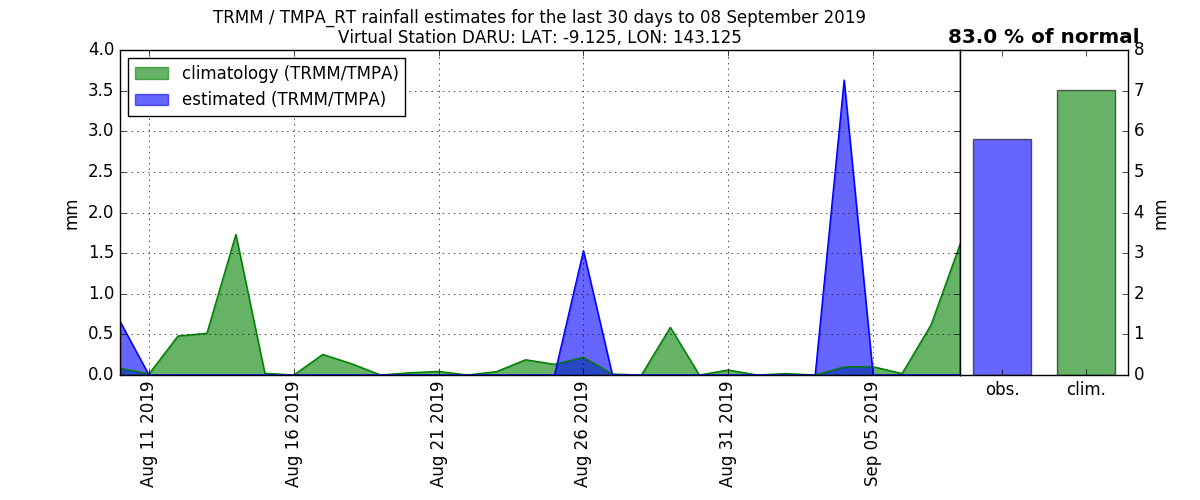 TRMM / TMPA_RT rainfall estimates for the last 30 days to 08 September 2019
Virtual Station DARU: LAT: -9.125, LON: 143.125
83.0 % of normal
climatology (TRMM/TMPA)
estimated (TRMM/TMPA)
mm
4.0
3.5
3.0
2.5
2.0
1.5
1.0
0.5
0.0
Aug 11 2019
Aug 16 2019
Aug 21 2019
Aug 26 2019
Aug 31 2019
Sep 05 2019
obs.
clim.
8
7
6
5
4
3
2
1
0
mm